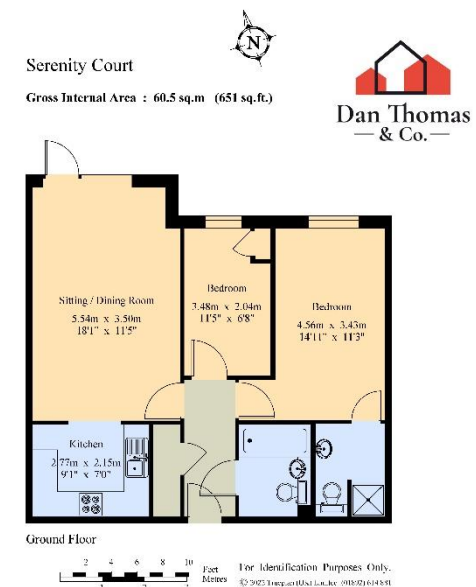 N
Serenity Court
Gross Internal Area : 60.5 sq.m (651 sq.ft.)
Dan Thomas
& Co.
Sitting / Dining Room
5.54m x 3.50m
18'1" x 11'5"
Bedroom
3.48m x 2.04m
11'5" x 6'8"
Bedroom
4.56m x 3.43m
14'11" x 11'3"
Kitchen
2.77m x 2.15m
9'1" x 7'0"
Ground Floor
2 4 6 8 10
Feet
Metres
For Identification Purposes Only.